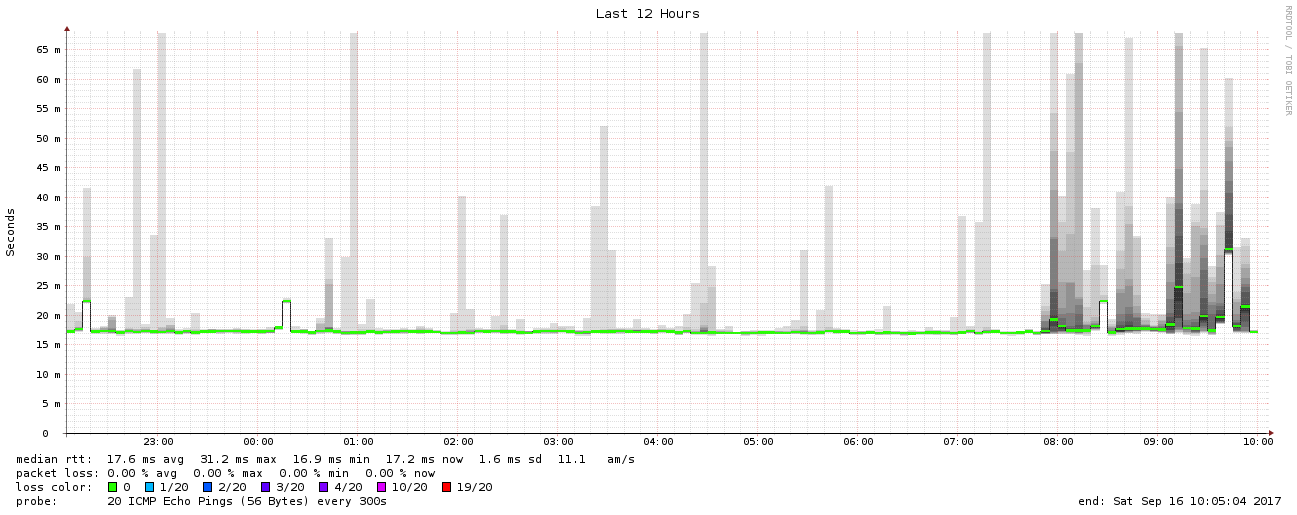 Last 12 Hours
RRDTOOL / TOBI OETIKER
Seconds
65 m
60 m
55 m
50 m
45 m
40 m
35 m
30 m
25 m
20 m
15 m
10 m
5 m
0
23:00 00:00 01:00 02:00 03:00 04:00 05:00 06:00 07:00 08:00 09:00 10:00
median rtt: 17.6 ms avg 31.2 ms max 16.9 ms min 17.2 ms now 1.6 ms sd 11.1 am/s
packet loss: 0.00 % avg 0.00 % max 0.00 % min 0.00 % now
loss color: 0 1/20 2/20 3/20 4/20 10/20 19/20
probe: 20 ICMP Echo Pings (56 Bytes) every 300s end: Sat Sep 16 10:05:04 2017